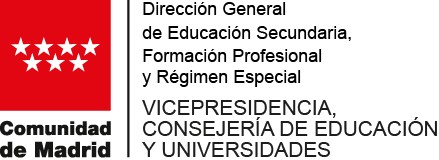 Comunidad
de Madrid
Dirección General
de Educación Secundaria,
Formación Profesional
y Régimen Especial
VICEPRESIDENCIA,
CONSEJERÍA DE EDUCACIÓN
Y UNIVERSIDADES